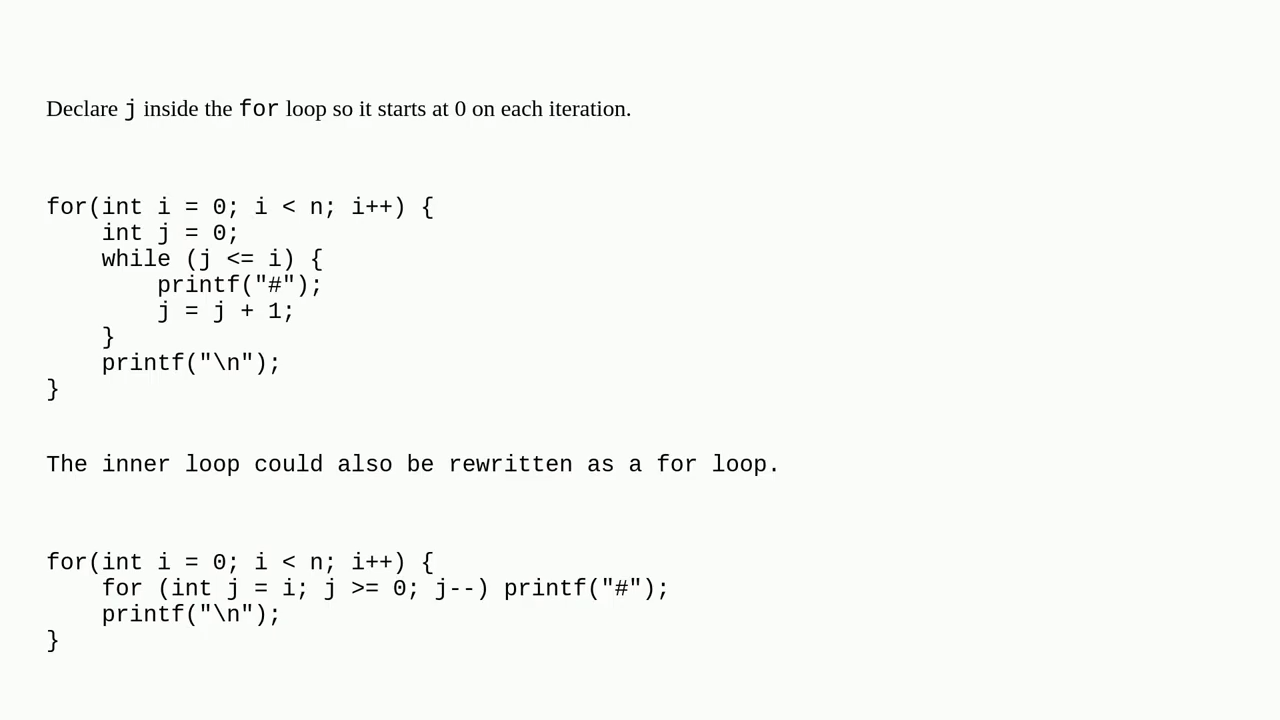 Declare j inside the for loop so it starts at 0 on each iteration.
for(int i = 0; i < n; i++) {
    int j = 0;
    while (j <= i) {
        printf("#");
        j = j + 1;
    }
    printf("\n");
}
The inner loop could also be rewritten as a for loop.
for(int i = 0; i < n; i++) {
    for (int j = i; j >= 0; j--) printf("#");
    printf("\n");
}